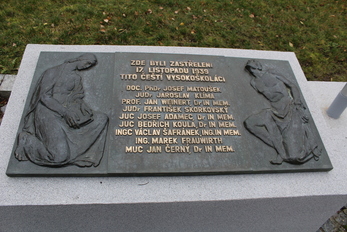 ZDE BYLI ZASTŘELENI
17. LISTOPADU 1939
TITO ČEŠTÍ VYSOKOŠKOLÁCI
DOC. PhDr JOSEF MATOUŠEK
JUDr JAROSLAV KLÍMA
PROF. JAN WEINERT, Dr IN MEM.
JUDr FRANTIŠEK SKORKOVSKÝ
JUC JOSEF ADAMEC, Dr IN MEM.
JUC BEDŘICH KOULA, Dr IN MEM.
INGC VÁCLAV ŠAFRÁNEK, ING. IN MEM.
ING. MAREK FRAUWIRTH
MUC JAN ČERNÝ, Dr IN MEM.